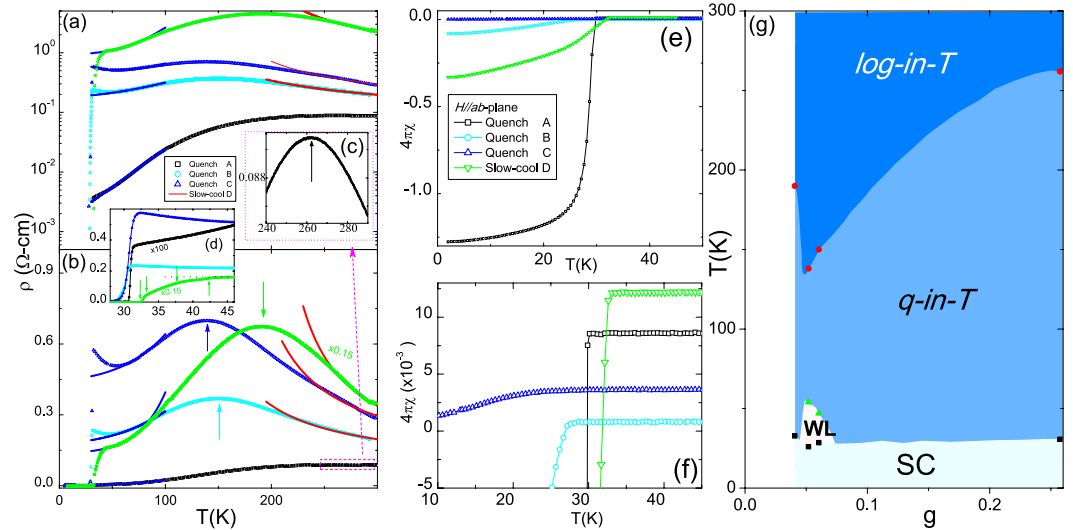 (a)
10⁰
10⁻¹
10⁻²
10⁻³
Quench A
Quench B
Quench C
Slow-cool D
(c)
0.088
240 260 280
(d)
0.4
0.2
0.0
x100
x0.15
28 32 36 40 45
(b)
0.9
0.6
0.3
0.0
x0.15
ρ (Ω-cm)
0 100 200
T(K)
(e)
0.0
-0.5
-1.0
4πχ
H//ab-plane
Quench A
Quench B
Quench C
Slow-cool D
0 20 40
T(K)
(f)
10
5
0
-5
4πχ (x10⁻³)
10 20 30 40
T(K)
(g)
300
200
100
0
T(K)
log-in-T
q-in-T
WL
SC
0.0 0.1 0.2
g